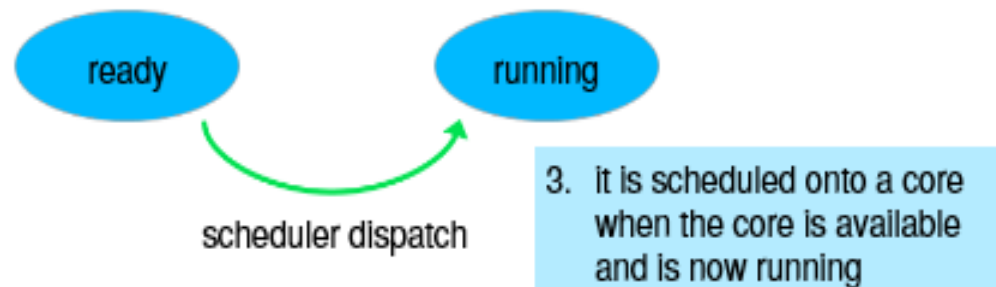 ready
running
scheduler dispatch
3. it is scheduled onto a core
when the core is available
and is now running